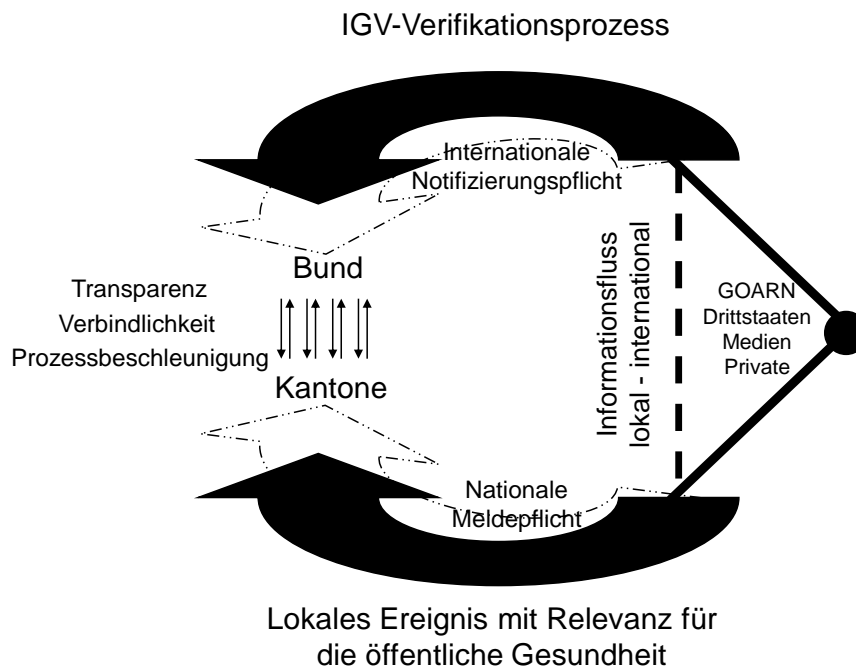 IGV-Verifikationsprozess
Internationale
Notifizierungspflicht
Bund
Transparenz
Verbindlichkeit
Prozessbeschleunigung
Kantone
Informationsfluss
lokal - international
GOARN
Drittstaaten
Medien
Private
Nationale
Meldepflicht
Lokales Ereignis mit Relevanz für
die öffentliche Gesundheit